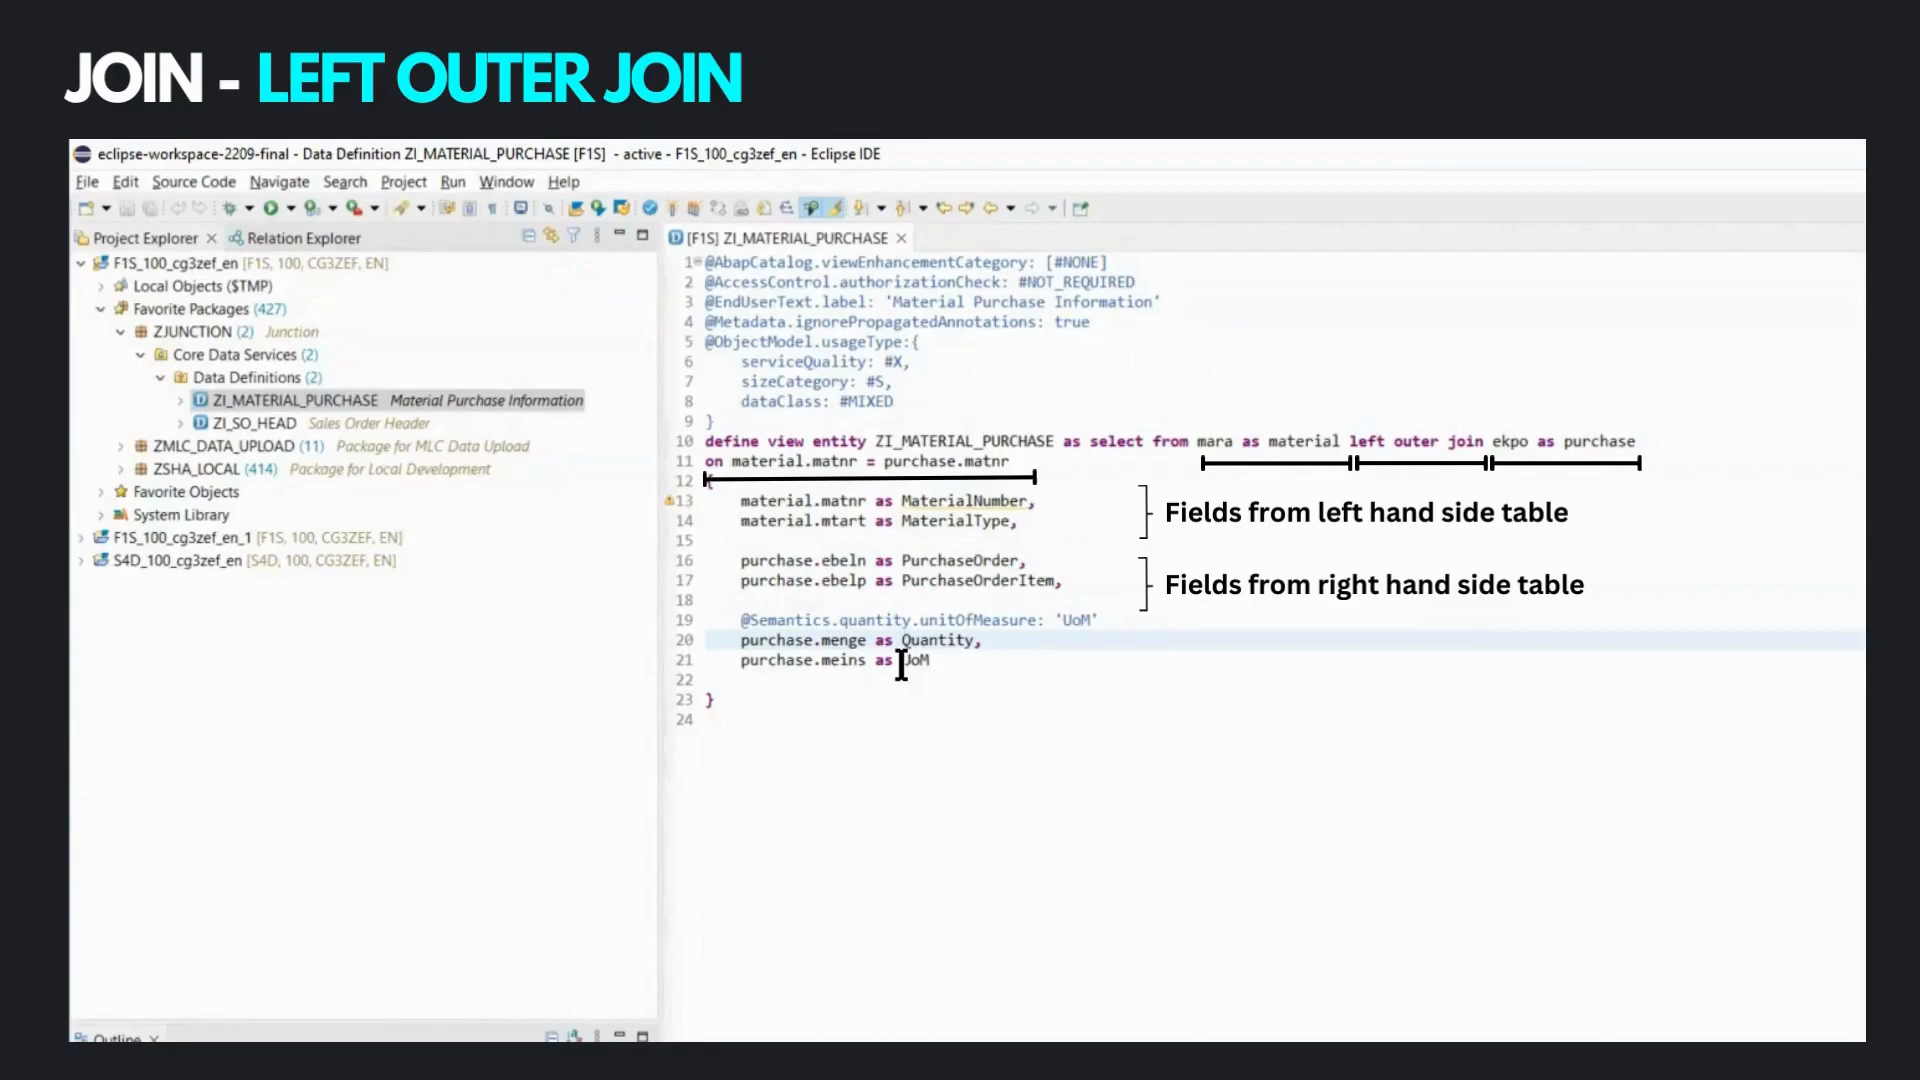 JOIN - LEFT OUTER JOIN
eclipse-workspace-2209-final - Data Definition ZI_MATERIAL_PURCHASE [F1S] - active - F1S_100_cg3zef_en - Eclipse IDE
File Edit Source Code Navigate Search Project Run Window Help
Project Explorer Relation Explorer
F1S_100_cg3zef_en [F1S, 100, CG3ZEF, EN]
Local Objects ($TMP)
Favorite Packages (427)
ZJUNCTION (2) Junction
Core Data Services (2)
Data Definitions (2)
ZI_MATERIAL_PURCHASE Material Purchase Information
ZI_SO_HEAD Sales Order Header
ZMLC_DATA_UPLOAD (11) Package for MLC Data Upload
ZSHA_LOCAL (414) Package for Local Development
Favorite Objects
System Library
F1S_100_cg3zef_en_1 [F1S, 100, CG3ZEF, EN]
S4D_100_cg3zef_en [S4D, 100, CG3ZEF, EN]
Outline
[F1S] ZI_MATERIAL_PURCHASE
1 @AbapCatalog.viewEnhancementCategory: [#NONE]
2 @AccessControl.authorizationCheck: #NOT_REQUIRED
3 @EndUserText.label: 'Material Purchase Information'
4 @Metadata.ignorePropagatedAnnotations: true
5 @ObjectModel.usageType:{
6 serviceQuality: #X,
7 sizeCategory: #S,
8 dataClass: #MIXED
9 }
10 define view entity ZI_MATERIAL_PURCHASE as select from mara as material left outer join ekpo as purchase
11 on material.matnr = purchase.matnr
12 {
13 material.matnr as MaterialNumber,
14 material.mtart as MaterialType,
15
16 purchase.ebeln as PurchaseOrder,
17 purchase.ebelp as PurchaseOrderItem,
18
19 @Semantics.quantity.unitOfMeasure: 'UoM'
20 purchase.menge as Quantity,
21 purchase.meins as UoM
22
23 }
24
Fields from left hand side table
Fields from right hand side table